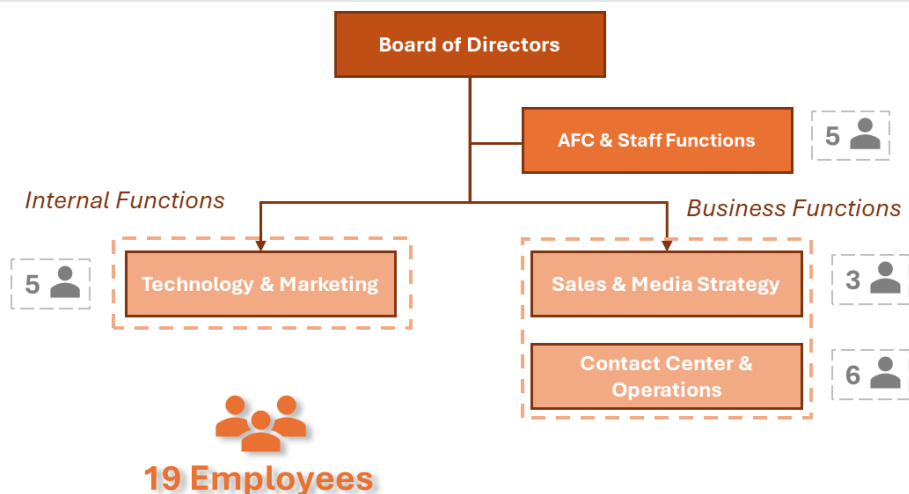 Board of Directors
AFC & Staff Functions
5
Internal Functions
Business Functions
5
Technology & Marketing
Sales & Media Strategy
3
Contact Center &
Operations
6
19 Employees